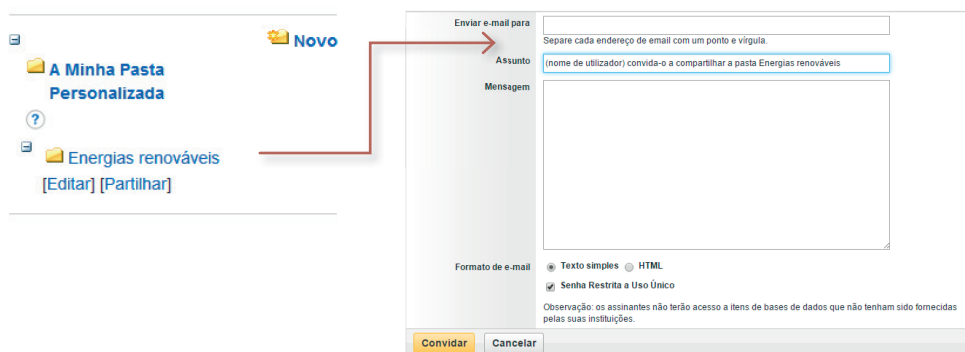 Novo
A Minha Pasta
Personalizada
?
Energias renováveis
[Editar] [Partilhar]
Enviar e-mail para
Separe cada endereço de email com um ponto e vírgula.
Assunto
(nome de utilizador) convida-o a compartilhar a pasta Energias renováveis
Mensagem
Formato de e-mail
Texto simples HTML
Senha Restrita a Uso Único
Observação: os assinantes não terão acesso a itens de bases de dados que não tenham sido fornecidas
pelas suas instituições.
Convidar Cancelar